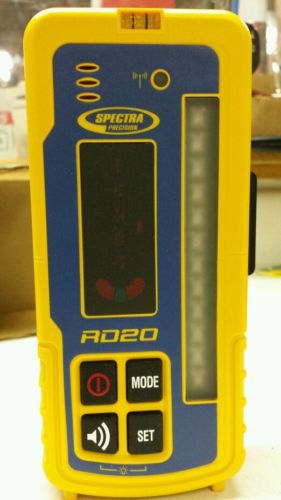 SPECTRA
PRECISION
RD20
MODE
SET